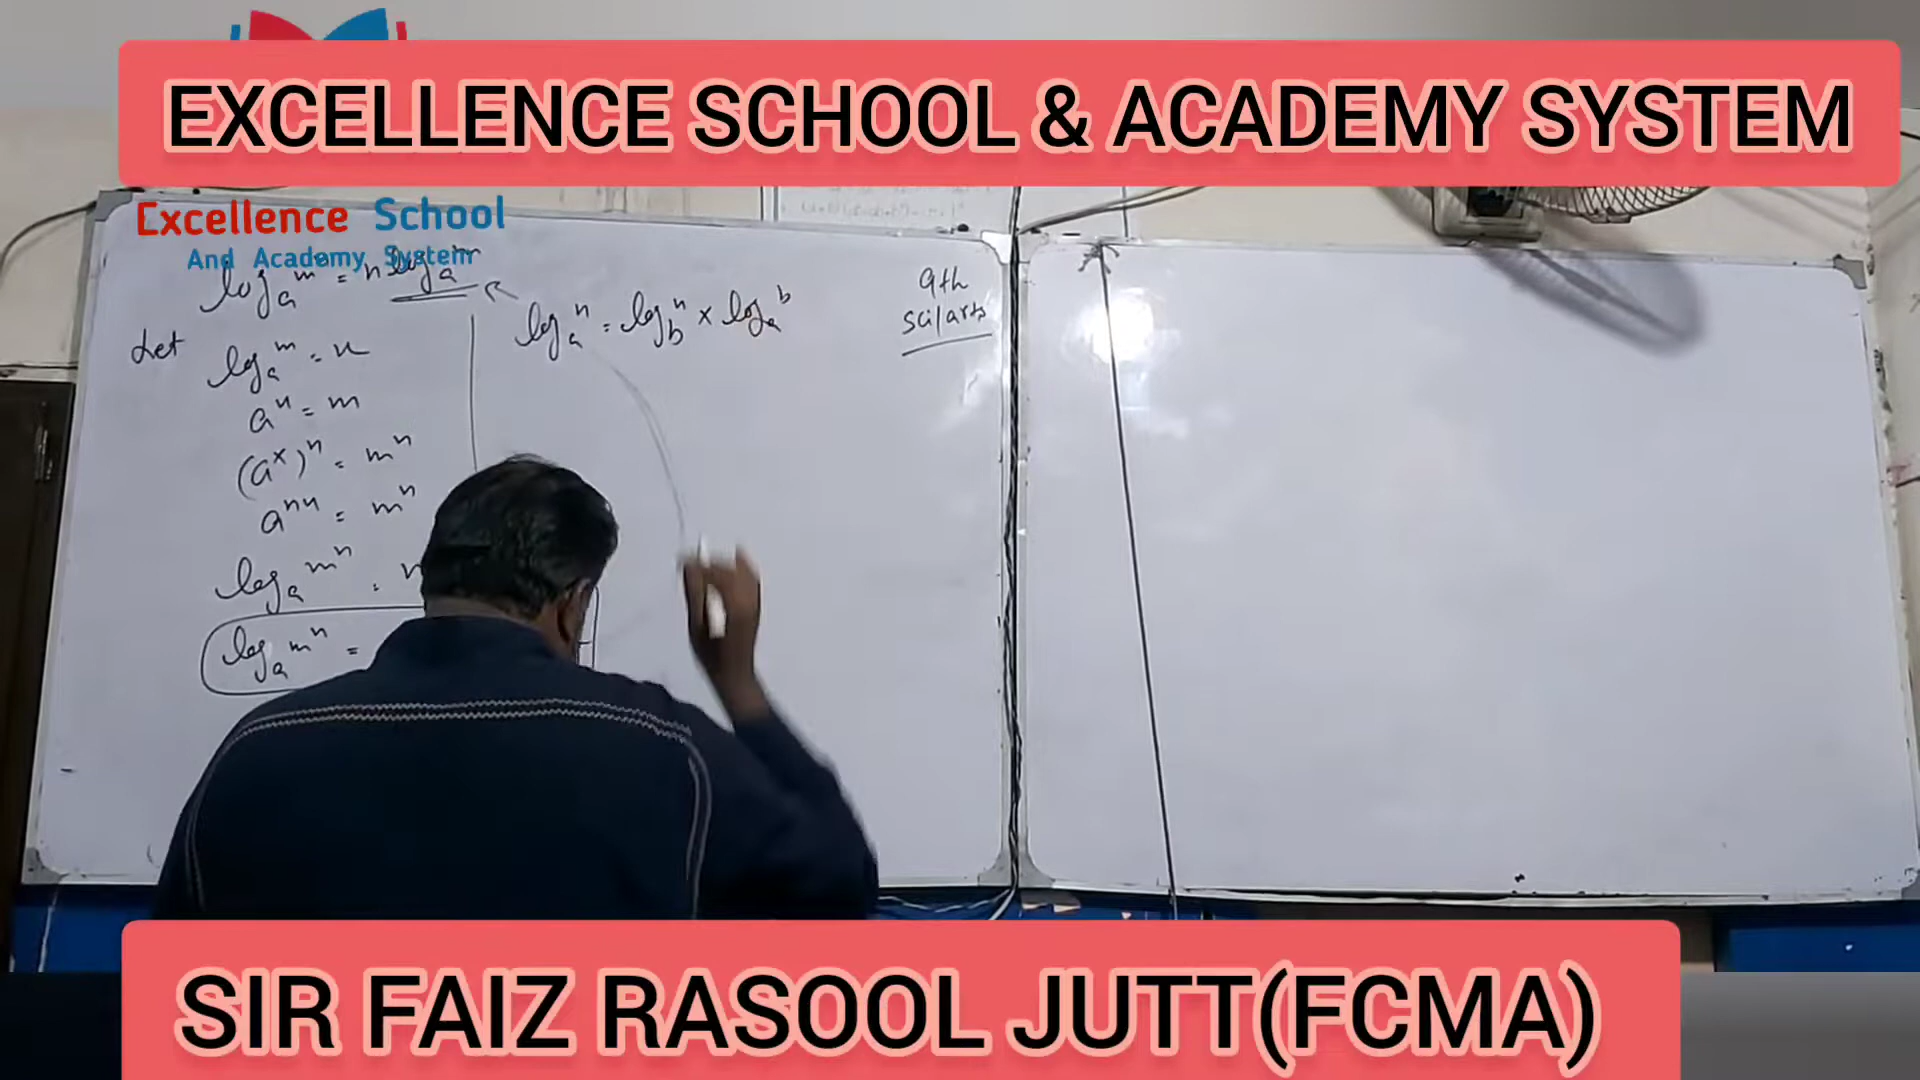 EXCELLENCE SCHOOL & ACADEMY SYSTEM
Excellence School
And Academy System
log_a m^n = n log_a m
log_a n = log_b n × log_a b
9th
sci/arts
Let log_a m = x
a^x = m
(a^x)^n = m^n
a^{nx} = m^n
log_a m^n = n
log_a m^n =
SIR FAIZ RASOOL JUTT(FCMA)